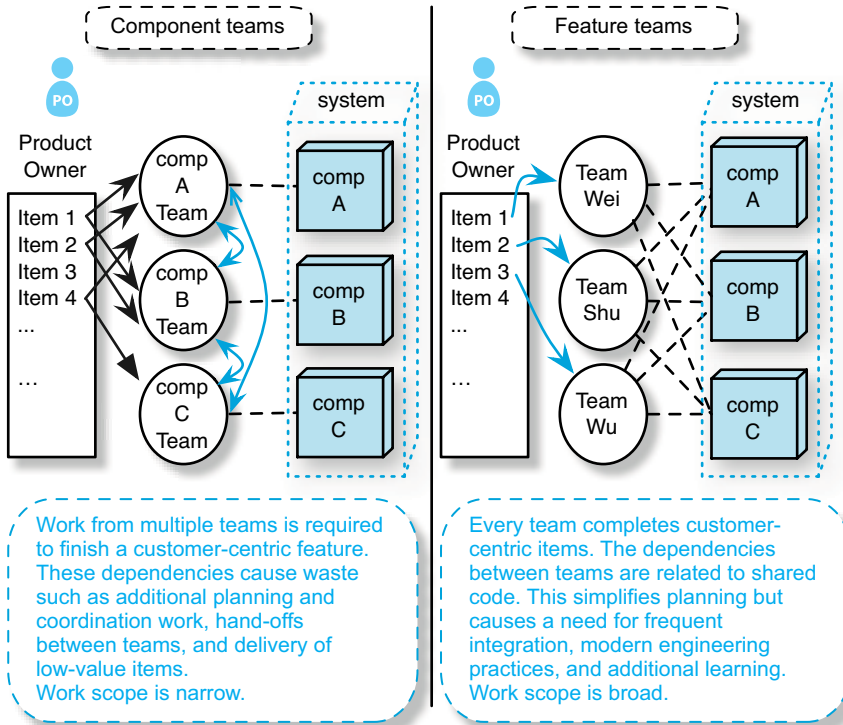 Component teams
PO
Product
Owner
Item 1
Item 2
Item 3
Item 4
...
...
comp
A
Team
comp
B
Team
comp
C
Team
system
comp
A
comp
B
comp
C
Work from multiple teams is required
to finish a customer-centric feature.
These dependencies cause waste
such as additional planning and
coordination work, hand-offs
between teams, and delivery of
low-value items.
Work scope is narrow.
Feature teams
PO
Product
Owner
Item 1
Item 2
Item 3
Item 4
...
...
Team
Wei
Team
Shu
Team
Wu
system
comp
A
comp
B
comp
C
Every team completes customer-
centric items. The dependencies
between teams are related to shared
code. This simplifies planning but
causes a need for frequent
integration, modern engineering
practices, and additional learning.
Work scope is broad.